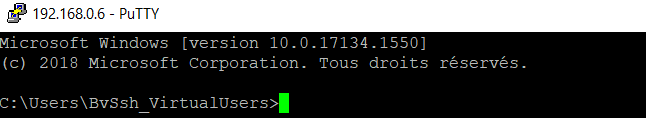 192.168.0.6 - PuTTY
Microsoft Windows [version 10.0.17134.1550]
(c) 2018 Microsoft Corporation. Tous droits réservés.
C:\Users\BvSsh_VirtualUsers>